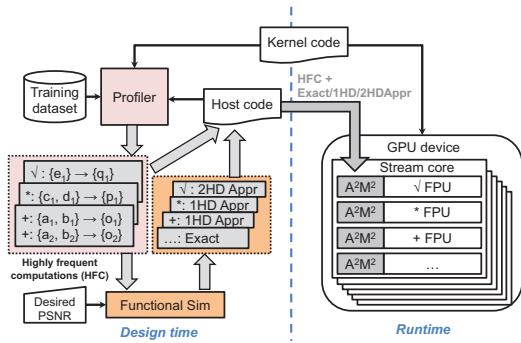 Kernel code
Training
dataset
Profiler
Host code
HFC +
Exact/1HD/2HDAppr
GPU device
Stream core
A²M² √ FPU
A²M² * FPU
A²M² + FPU
A²M² …
√ : {e₁} → {q₁}
*: {c₁, d₁} → {p₁}
+: {a₁, b₁} → {o₁}
+: {a₂, b₂} → {o₂}
√ : 2HD Appr
*: 1HD Appr
+: 1HD Appr
…: Exact
Highly frequent
computations (HFC)
Desired
PSNR
Functional Sim
Design time
Runtime